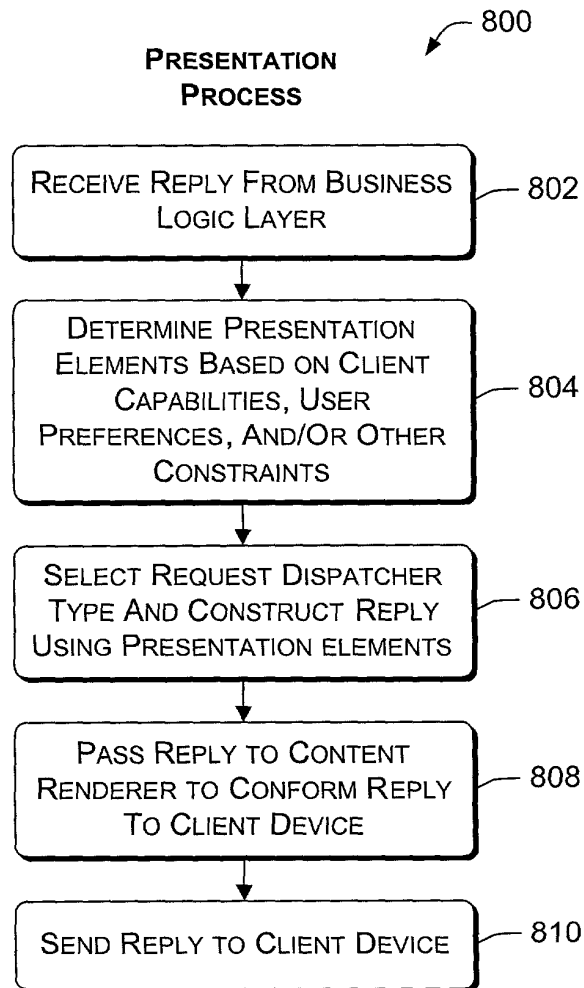 800
PRESENTATION
PROCESS
RECEIVE REPLY FROM BUSINESS
LOGIC LAYER
802
DETERMINE PRESENTATION
ELEMENTS BASED ON CLIENT
CAPABILITIES, USER
PREFERENCES, AND/OR OTHER
CONSTRAINTS
804
SELECT REQUEST DISPATCHER
TYPE AND CONSTRUCT REPLY
USING PRESENTATION ELEMENTS
806
PASS REPLY TO CONTENT
RENDERER TO CONFORM REPLY
TO CLIENT DEVICE
808
SEND REPLY TO CLIENT DEVICE
810